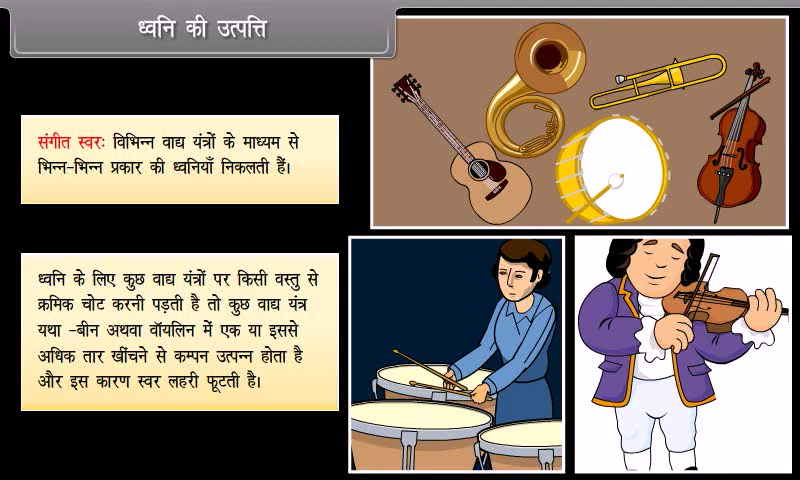 ध्वनि की उत्पत्ति
संगीत स्वरः विभिन्न वाद्य यंत्रों के माध्यम से
भिन्न-भिन्न प्रकार की ध्वनियाँ निकलती हैं।
ध्वनि के लिए कुछ वाद्य यंत्रों पर किसी वस्तु से
क्रमिक चोट करनी पड़ती है तो कुछ वाद्य यंत्र
यथा -बीन अथवा वॉयलिन में एक या इससे
अधिक तार खींचने से कम्पन उत्पन्न होता है
और इस कारण स्वर लहरी फूटती है।